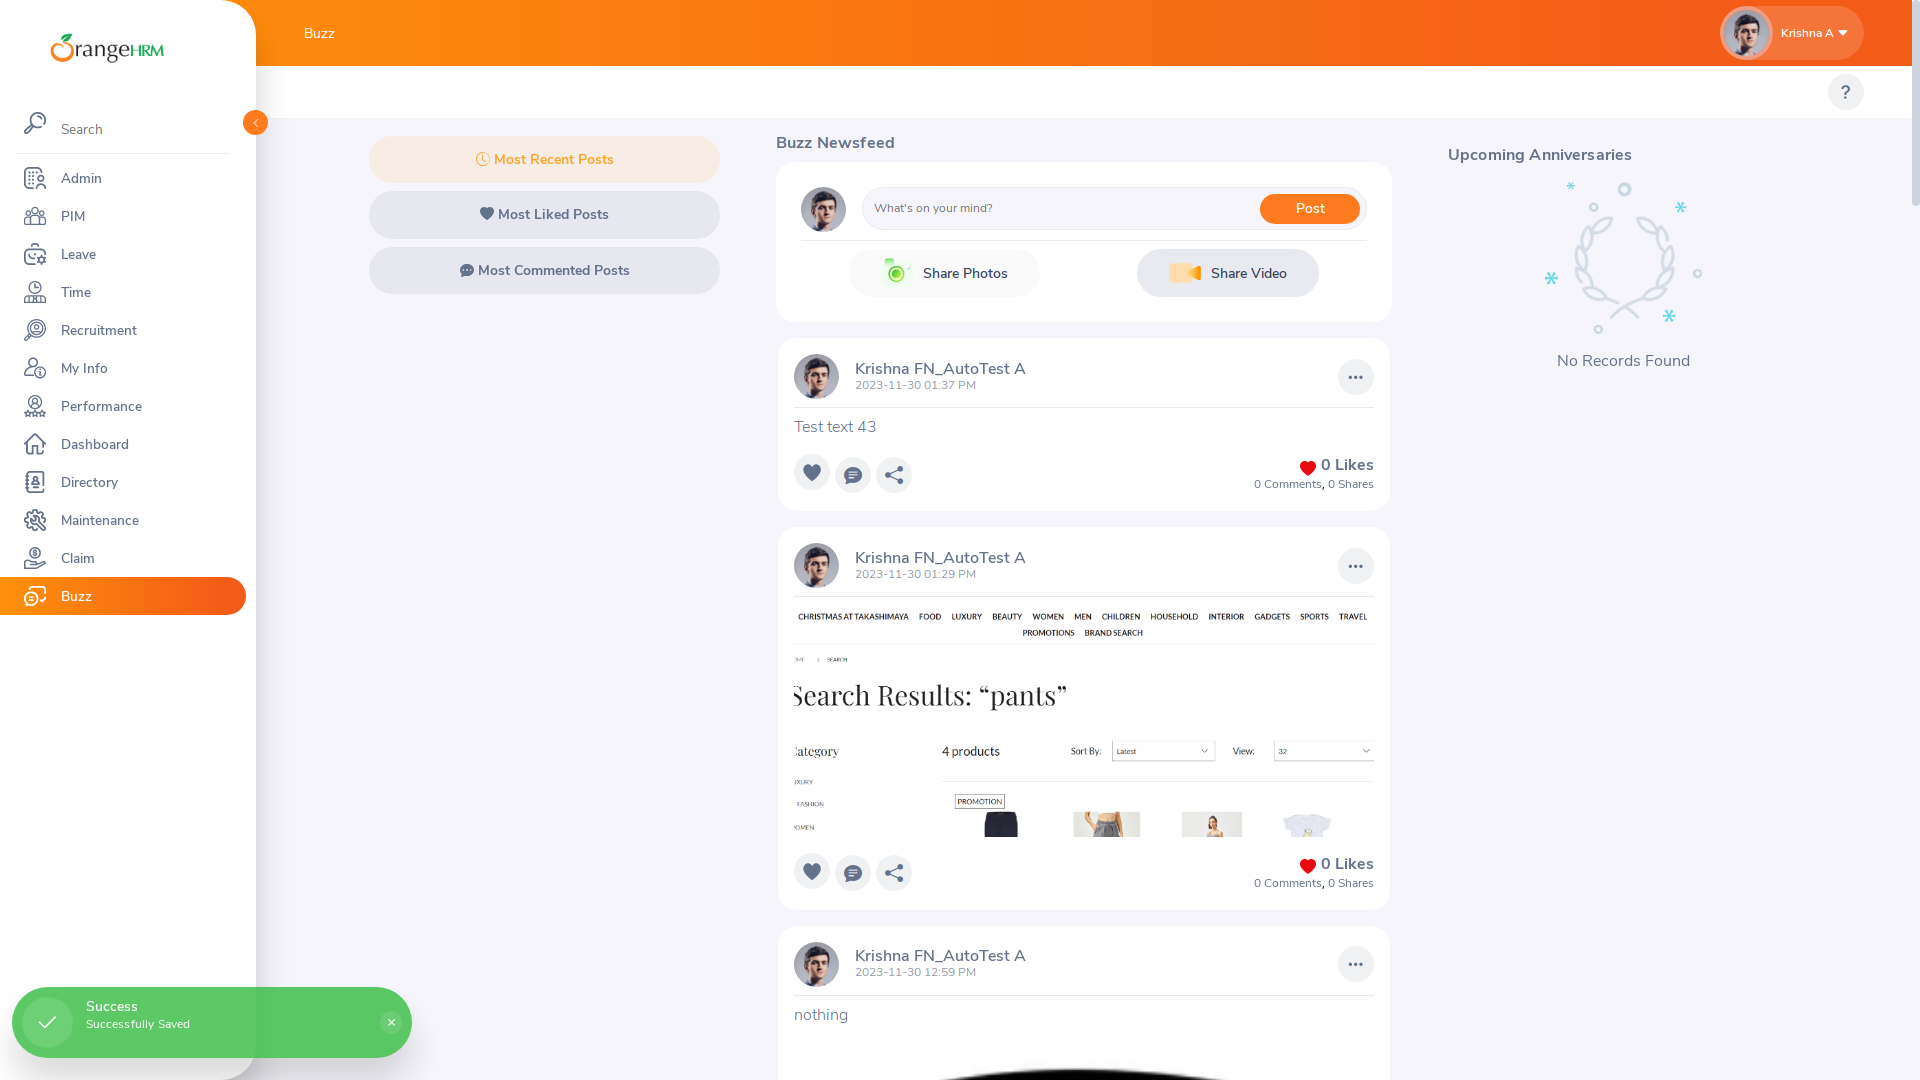 OrangeHRM
Search
Admin
PIM
Leave
Time
Recruitment
My Info
Performance
Dashboard
Directory
Maintenance
Claim
Buzz
Buzz
Krishna A
?
Most Recent Posts
Most Liked Posts
Most Commented Posts
Buzz Newsfeed
What's on your mind?
Post
Share Photos
Share Video
Krishna FN_AutoTest A
2023-11-30 01:37 PM
Test text 43
0 Likes
0 Comments, 0 Shares
Krishna FN_AutoTest A
2023-11-30 01:29 PM
CHRISTMAS AT TAKASHIMAYA FOOD LUXURY BEAUTY WOMEN MEN CHILDREN HOUSEHOLD INTERIOR GADGETS SPORTS TRAVEL
PROMOTIONS BRAND SEARCH
OME > SEARCH
Search Results: “pants”
Category
4 products
Sort By: Latest View: 32
UXURY
FASHION
OMEN
PROMOTION
0 Likes
0 Comments, 0 Shares
Krishna FN_AutoTest A
2023-11-30 12:59 PM
nothing
Upcoming Anniversaries
No Records Found
Success
Successfully Saved